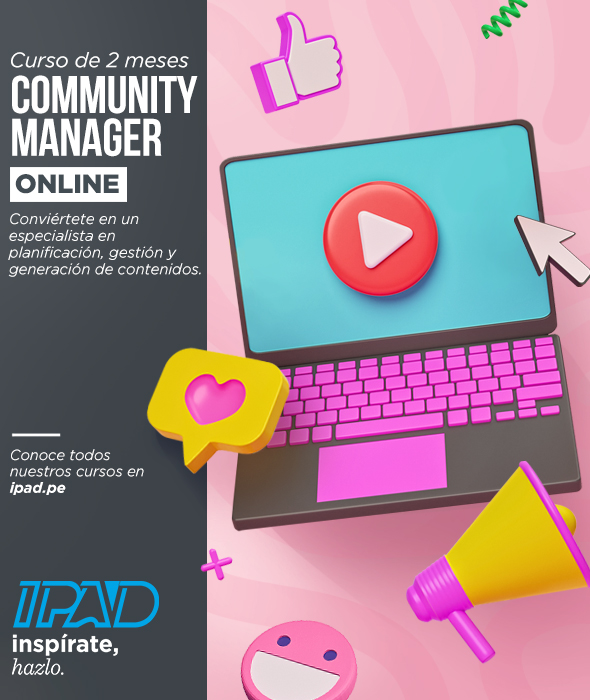 Curso de 2 meses
COMMUNITY
MANAGER
ONLINE
Conviértete en un
especialista en
planificación, gestión y
generación de contenidos.
Conoce todos
nuestros cursos en
ipad.pe
IPAD
inspírate,
hazlo.